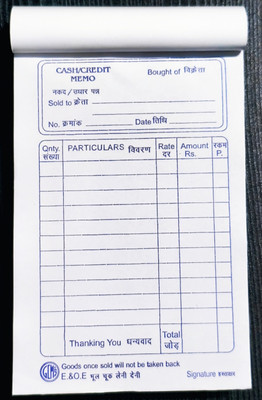 CASH/CREDIT MEMO Bought of विक्रेता
नकद / उधार पन्न
Sold to क्रेता
No. क्रमांक Date तिथि
Qnty. संख्या PARTICULARS विवरण Rate दर Amount Rs. रकम P.
Thanking You धन्यवाद Total जोड़
Goods once sold will not be taken back
E.&O.E भूल चूक लेनी देनी Signature हस्ताक्षर